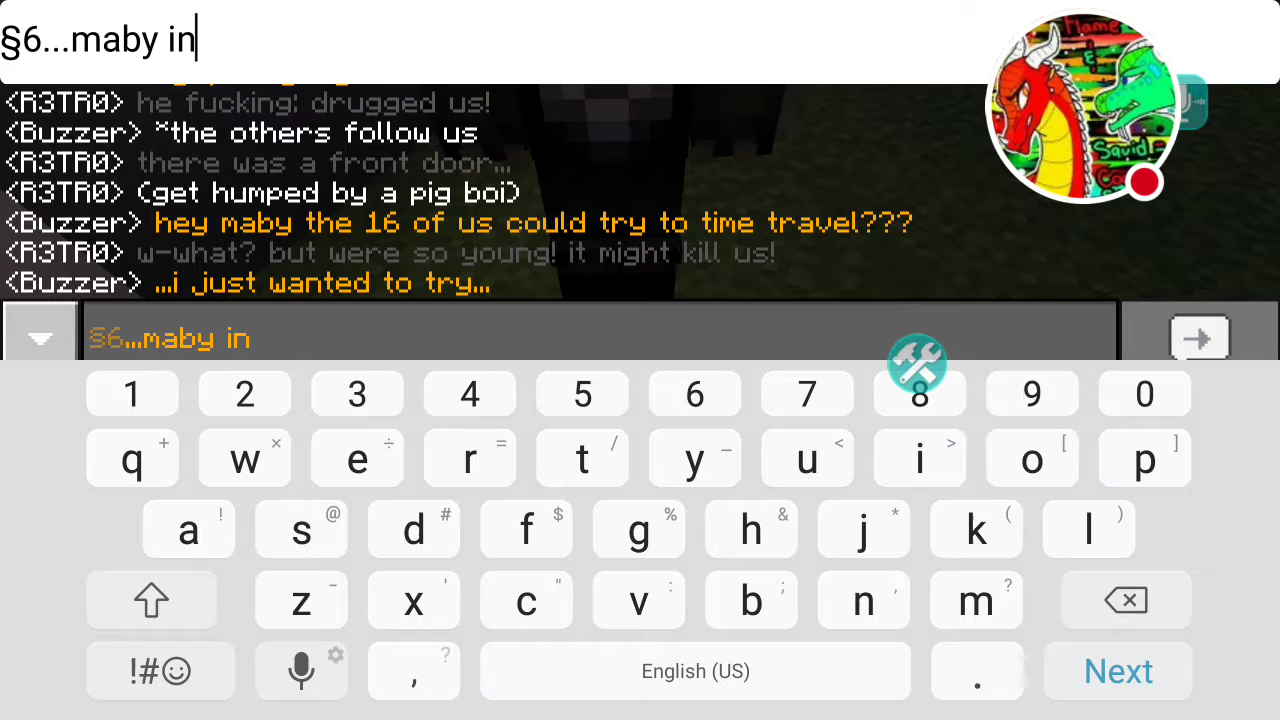 §6...maby in
<R3TR0> he fucking; drugged us!
<Buzzer> *the others follow us
<R3TR0> there was a front door...
<R3TR0> (get humped by a pig boi)
<Buzzer> hey maby the 16 of us could try to time travel???
<R3TR0> w-what? but were so young! it might kill us!
<Buzzer> ...i just wanted to try...
§6...maby in
Flame
&
Squid
1 2 3 4 5 6 7 8 9 0
q + w × e ÷ r = t / y _ u < i > o [ p ]
a ! s @ d # f $ g % h & j * k ( l )
z - x ' c " v : b ; n , m ?
!#☺ , ? English (US) . Next